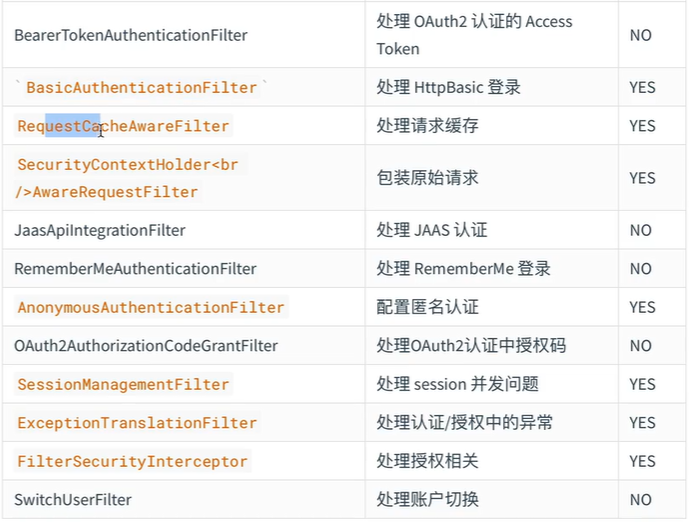 BearerTokenAuthenticationFilter
处理 OAuth2 认证的 Access
Token
NO
` BasicAuthenticationFilter `
处理 HttpBasic 登录
YES
RequestCacheAwareFilter
处理请求缓存
YES
SecurityContextHolder<br
/>AwareRequestFilter
包装原始请求
YES
JaasApiIntegrationFilter
处理 JAAS 认证
NO
RememberMeAuthenticationFilter
处理 RememberMe 登录
NO
AnonymousAuthenticationFilter
配置匿名认证
YES
OAuth2AuthorizationCodeGrantFilter
处理OAuth2认证中授权码
NO
SessionManagementFilter
处理 session 并发问题
YES
ExceptionTranslationFilter
处理认证/授权中的异常
YES
FilterSecurityInterceptor
处理授权相关
YES
SwitchUserFilter
处理账户切换
NO